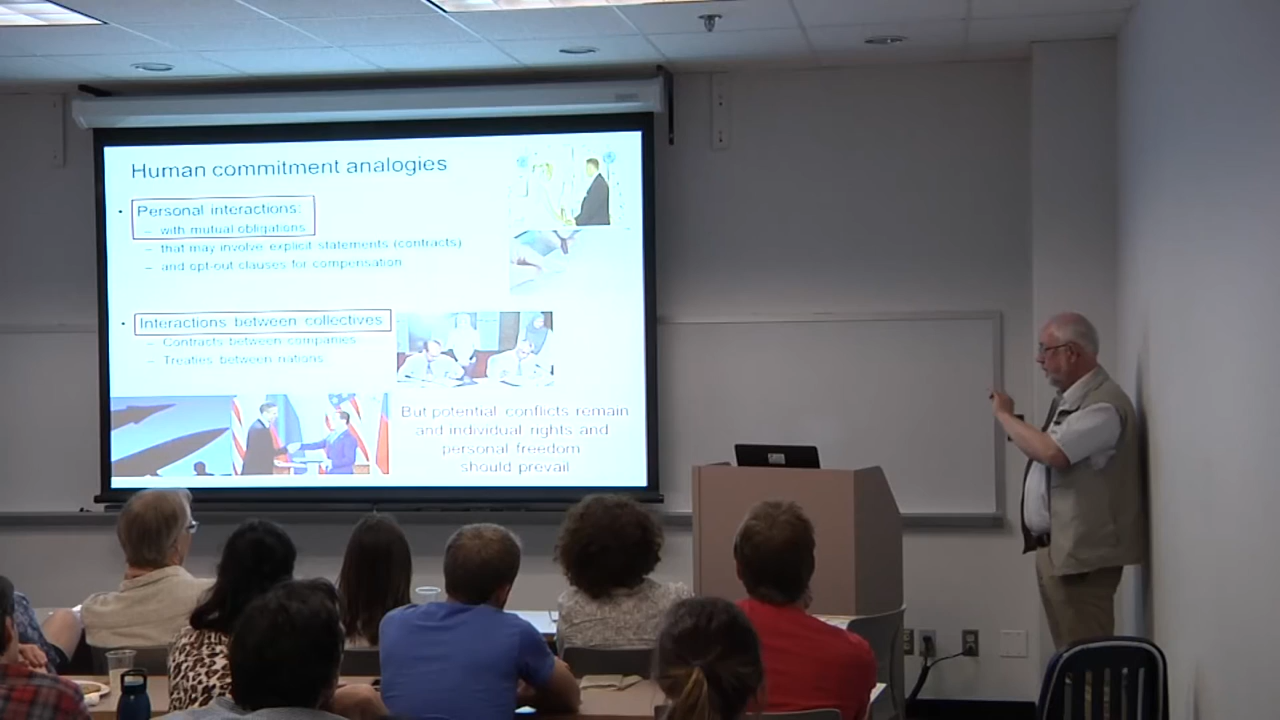 Human commitment analogies
• Personal interactions:
– with mutual obligations
– that may involve explicit statements (contracts)
– and opt-out clauses for compensation
• Interactions between collectives
– Contracts between companies
– Treaties between nations
But potential conflicts remain
and individual rights and
personal freedom
should prevail